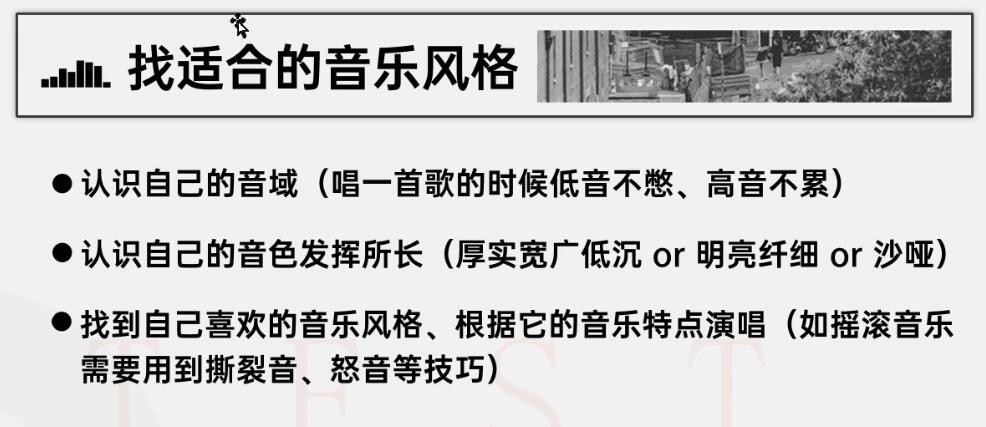 找适合的音乐风格
●认识自己的音域（唱一首歌的时候低音不憋、高音不累）
●认识自己的音色发挥所长（厚实宽广低沉 or 明亮纤细 or 沙哑）
●找到自己喜欢的音乐风格、根据它的音乐特点演唱（如摇滚音乐
需要用到撕裂音、怒音等技巧）
TEST